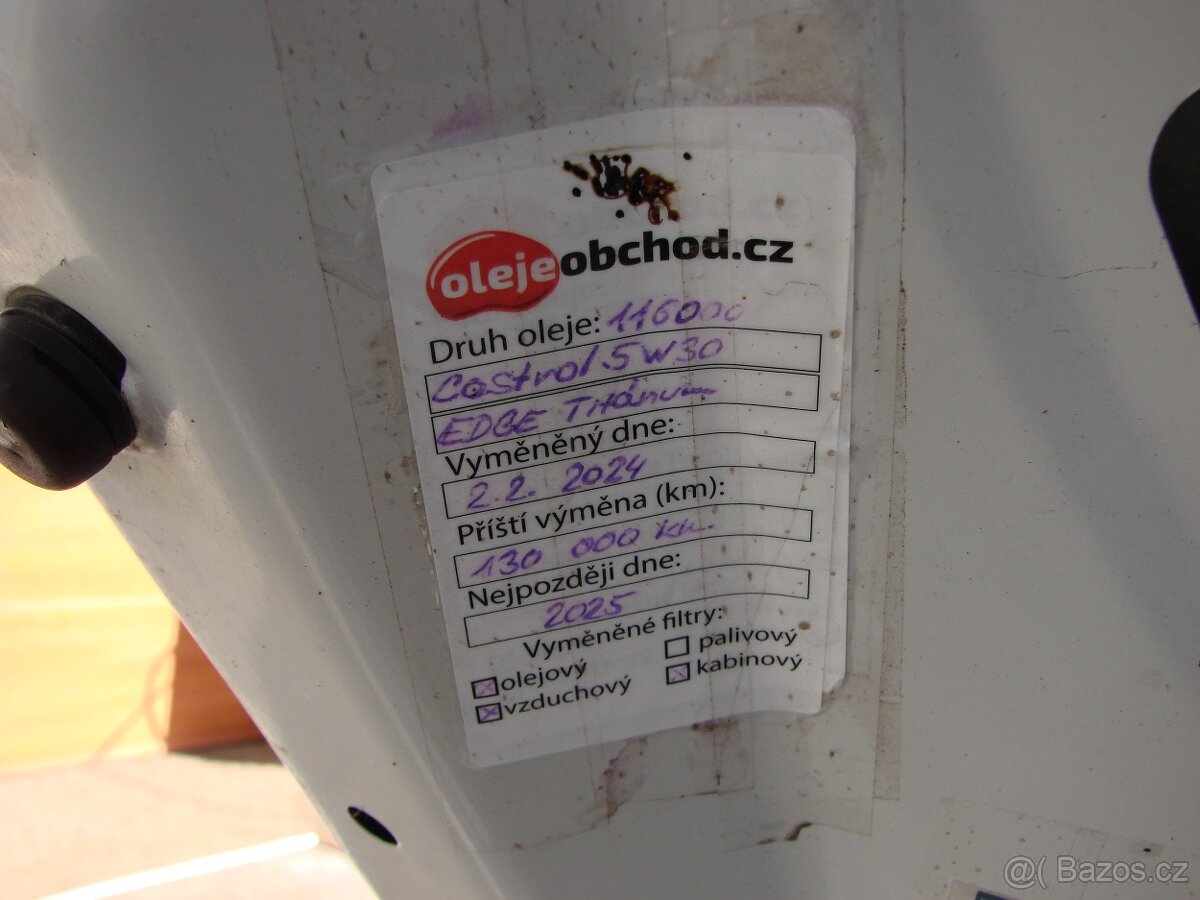 olejeobchod.cz
Druh oleje: 116000
Castrol 5W30
EDGE Titánum
Vyměněný dne:
2.2. 2024
Příští výměna (km):
130 000 km.
Nejpozději dne:
2025
Vyměněné filtry:
olejový palivový
vzduchový kabinový
@( Bazos.cz